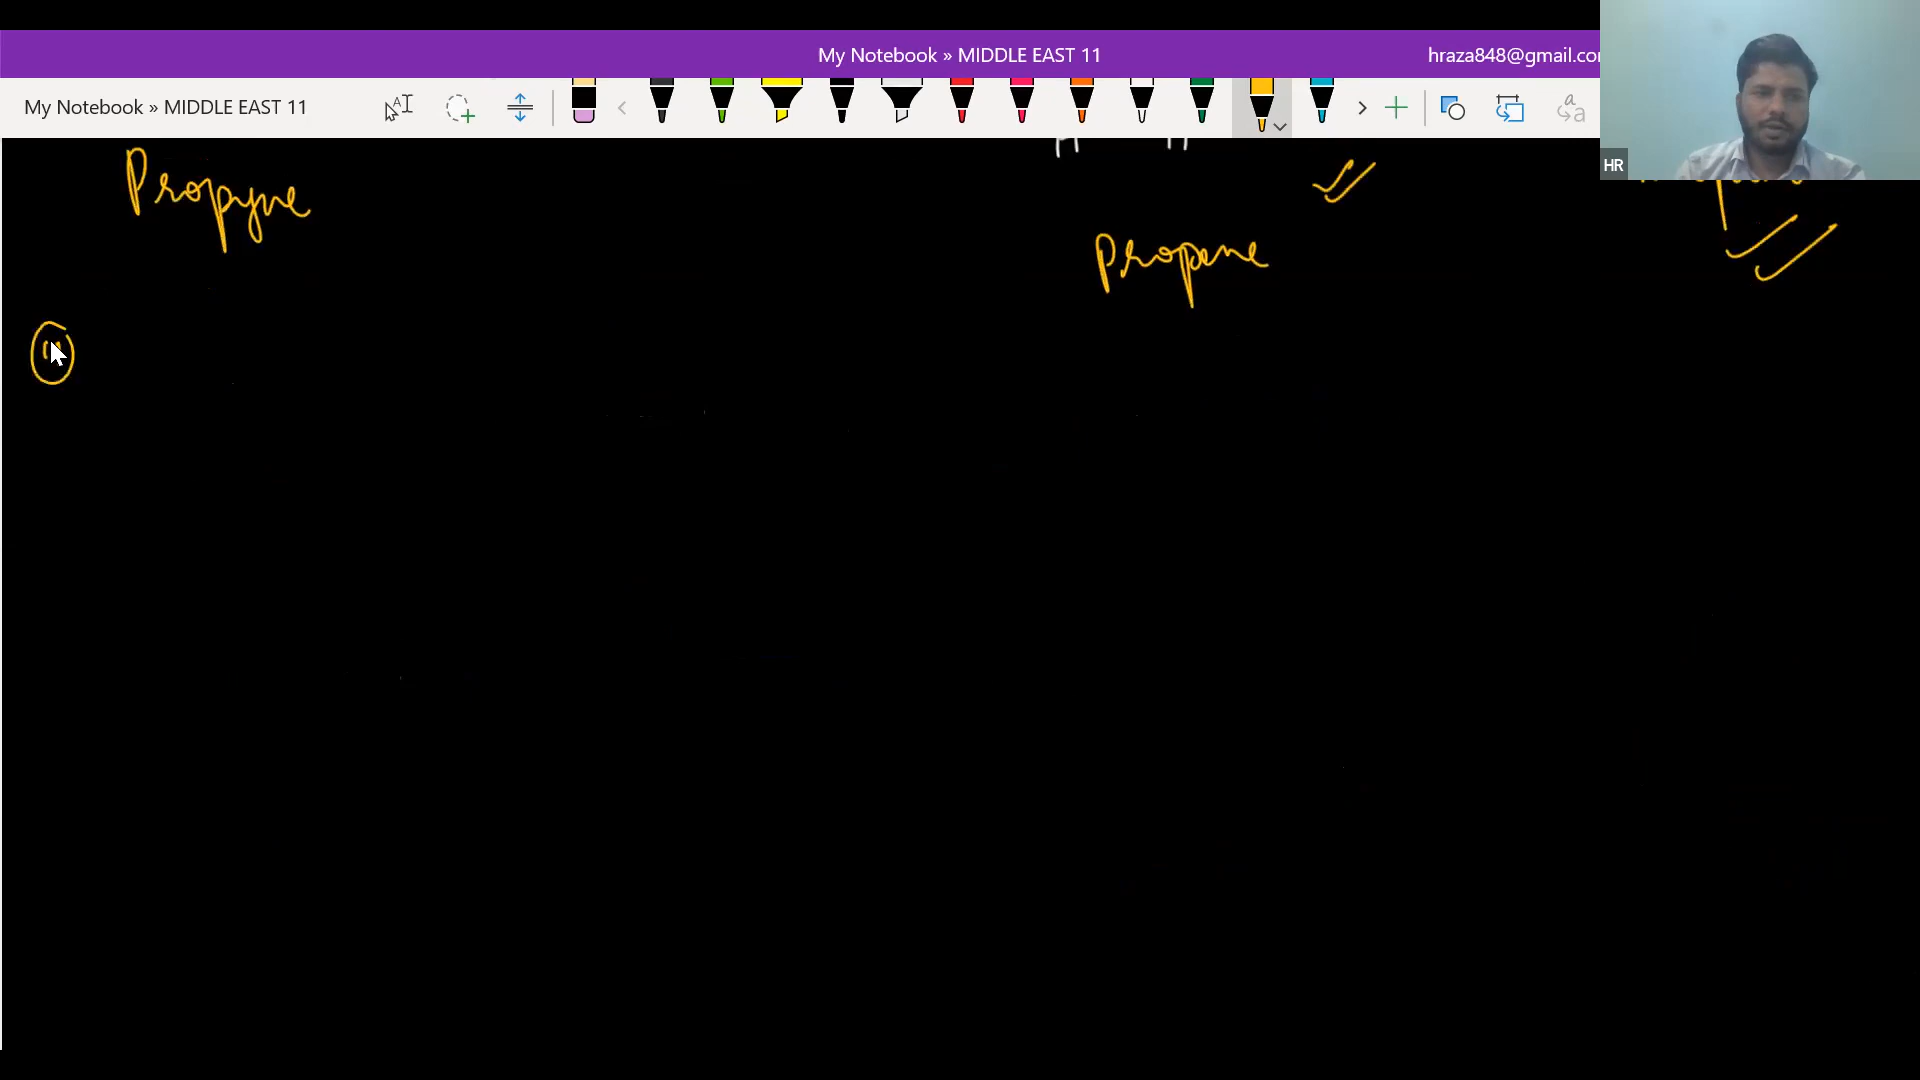 My Notebook » MIDDLE EAST 11
hraza848@gmail.co
My Notebook » MIDDLE EAST 11
HR
Propyne
H H
Propene